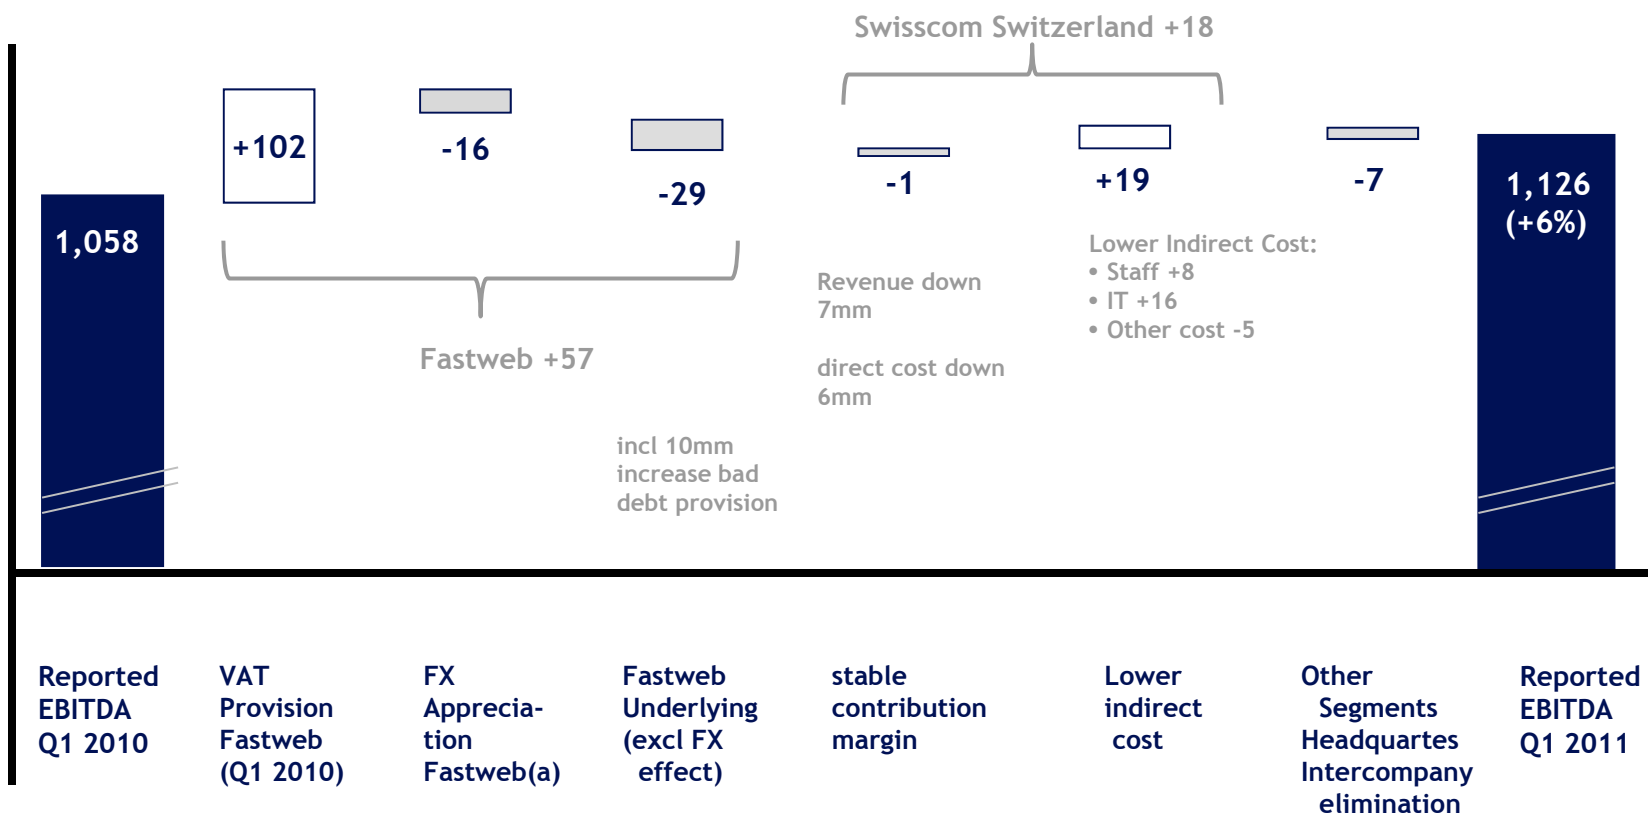 Swisscom Switzerland +18
+102
-16
-29
-1
+19
-7
1,058
1,126
(+6%)
Fastweb +57
Revenue down
7mm
direct cost down
6mm
Lower Indirect Cost:
• Staff +8
• IT +16
• Other cost -5
incl 10mm
increase bad
debt provision
Reported
EBITDA
Q1 2010
VAT
Provision
Fastweb
(Q1 2010)
FX
Apprecia-
tion
Fastweb(a)
Fastweb
Underlying
(excl FX
effect)
stable
contribution
margin
Lower
indirect
cost
Other
Segments
Headquartes
Intercompany
elimination
Reported
EBITDA
Q1 2011